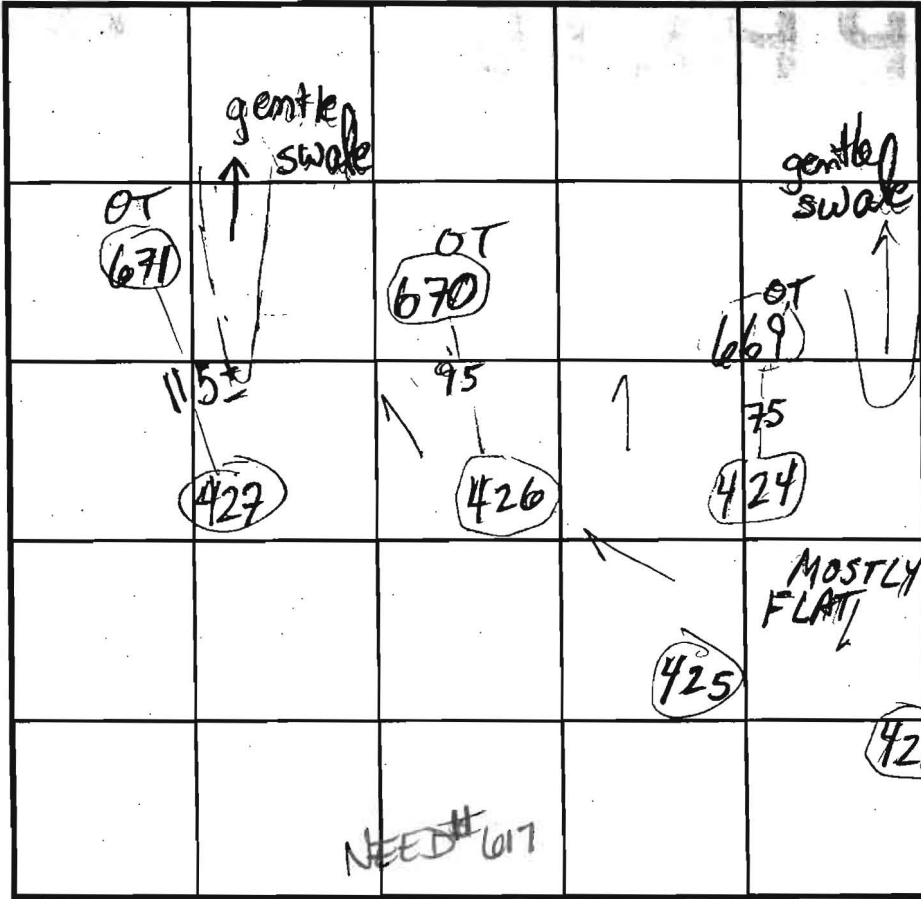 gentle
swale
gentle
swale
OT
671
OT
670
OT
669
115±
95
75
427
426
424
MOSTLY
FLAT
425
42
NEED # 617